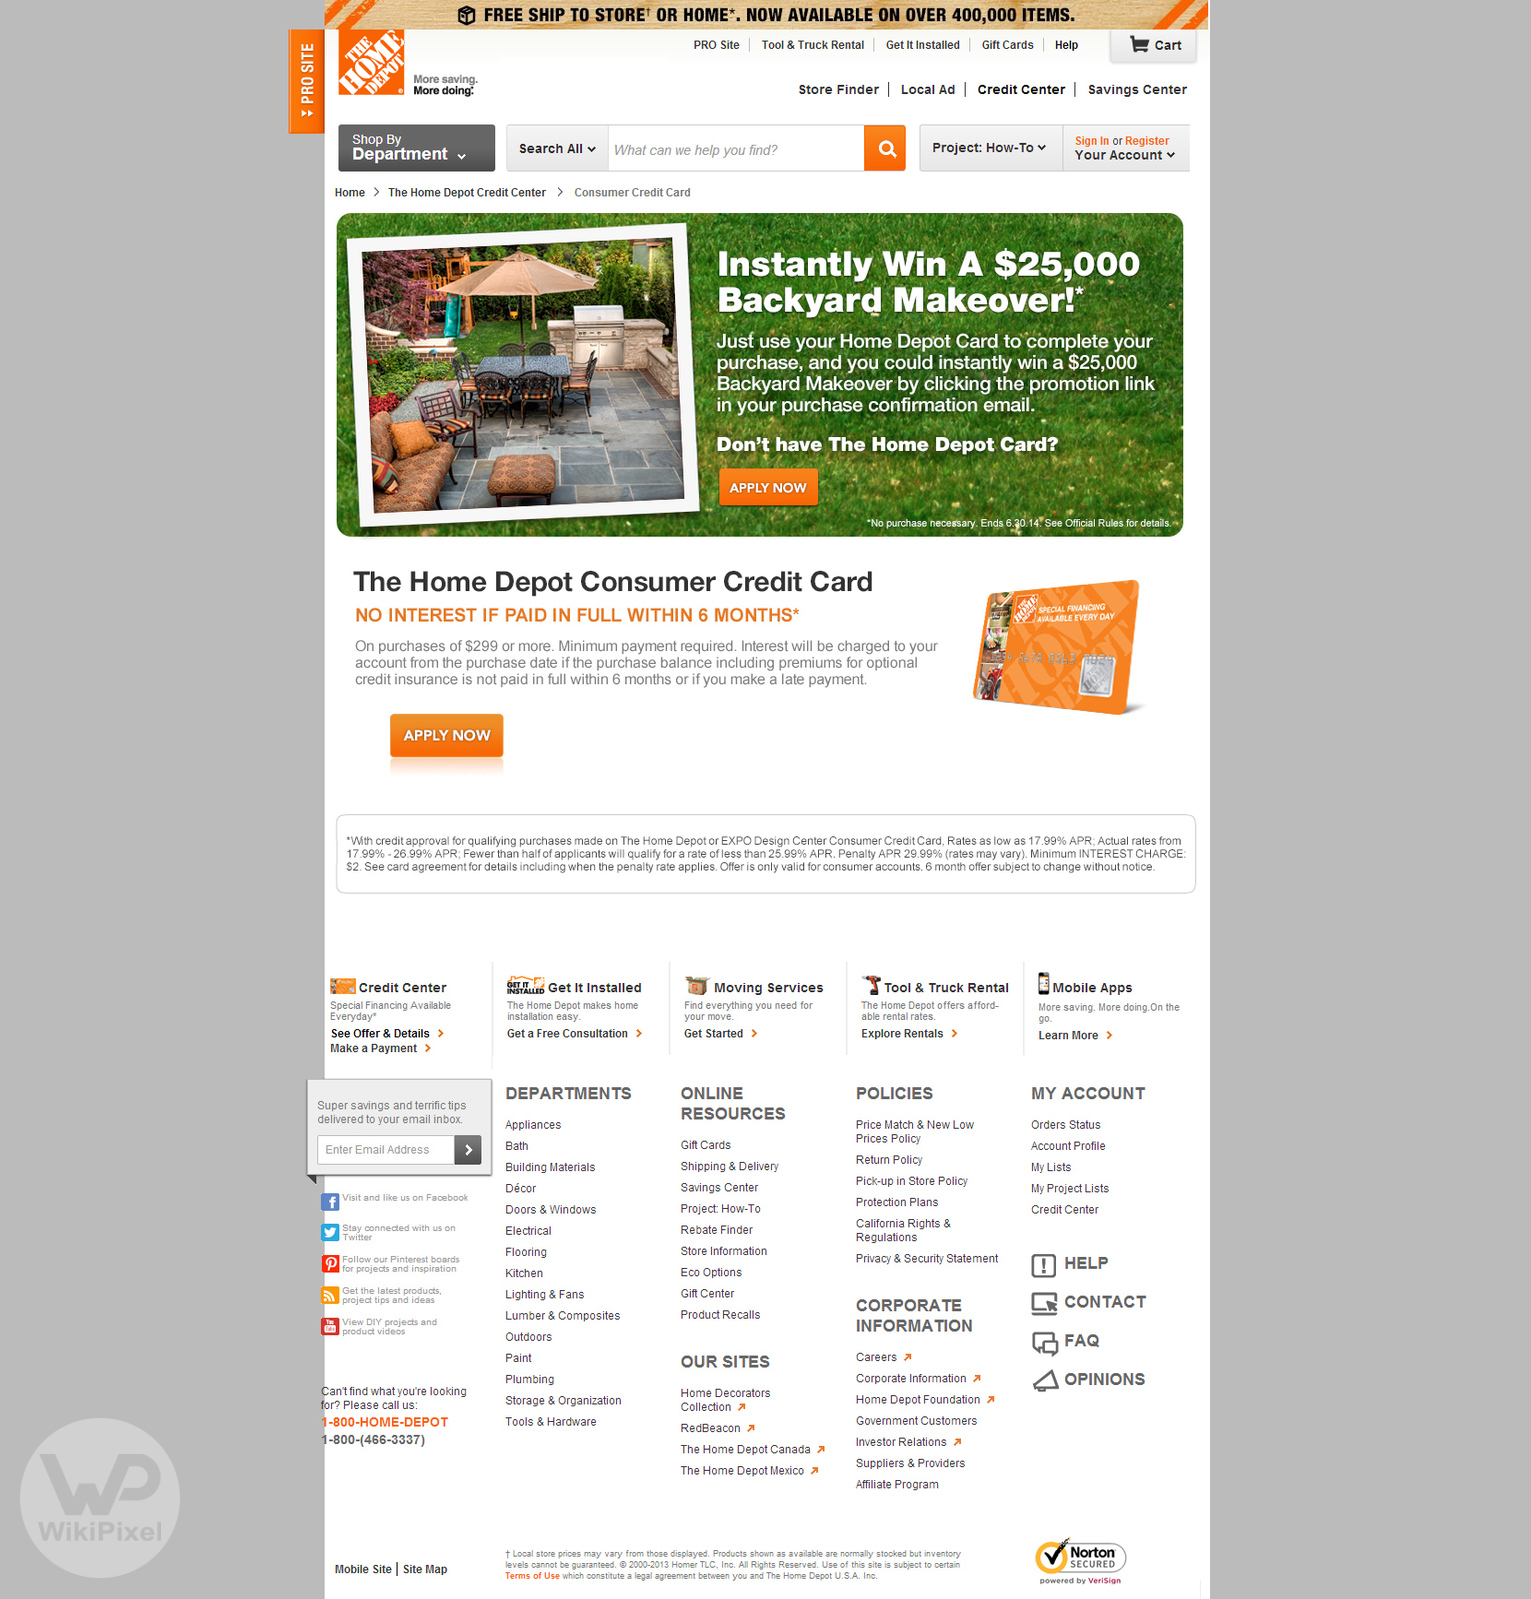 FREE SHIP TO STORE† OR HOME*. NOW AVAILABLE ON OVER 400,000 ITEMS.
PRO SITE
THE HOME DEPOT
More saving.
More doing.
PRO Site
Tool & Truck Rental
Get It Installed
Gift Cards
Help
Cart
Store Finder
Local Ad
Credit Center
Savings Center
Shop By
Department
Search All
What can we help you find?
Project: How-To
Sign In or Register
Your Account
Home > The Home Depot Credit Center > Consumer Credit Card
Instantly Win A $25,000
Backyard Makeover!*
Just use your Home Depot Card to complete your
purchase, and you could instantly win a $25,000
Backyard Makeover by clicking the promotion link
in your purchase confirmation email.
Don't have The Home Depot Card?
APPLY NOW
*No purchase necessary. Ends 6.30.14. See Official Rules for details.
The Home Depot Consumer Credit Card
NO INTEREST IF PAID IN FULL WITHIN 6 MONTHS*
On purchases of $299 or more. Minimum payment required. Interest will be charged to your
account from the purchase date if the purchase balance including premiums for optional
credit insurance is not paid in full within 6 months or if you make a late payment.
SPECIAL FINANCING
AVAILABLE EVERY DAY
APPLY NOW
*With credit approval for qualifying purchases made on The Home Depot or EXPO Design Center Consumer Credit Card, Rates as low as 17.99% APR; Actual rates from
17.99% - 26.99% APR; Fewer than half of applicants will qualify for a rate of less than 25.99% APR. Penalty APR 29.99% (rates may vary). Minimum INTEREST CHARGE:
$2. See card agreement for details including when the penalty rate applies. Offer is only valid for consumer accounts. 6 month offer subject to change without notice.
Credit Center
Special Financing Available
Everyday*
See Offer & Details
Make a Payment
GET IT
INSTALLED
Get It Installed
The Home Depot makes home
installation easy.
Get a Free Consultation
Moving Services
Find everything you need for
your move.
Get Started
Tool & Truck Rental
The Home Depot offers afford-
able rental rates.
Explore Rentals
Mobile Apps
More saving. More doing.On the
go.
Learn More
Super savings and terrific tips
delivered to your email inbox.
Enter Email Address
Visit and like us on Facebook
Stay connected with us on
Twitter
Follow our Pinterest boards
for projects and inspiration
Get the latest products,
project tips and ideas
View DIY projects and
product videos
Can't find what you're looking
for? Please call us:
1-800-HOME-DEPOT
1-800-(466-3337)
DEPARTMENTS
Appliances
Bath
Building Materials
Décor
Doors & Windows
Electrical
Flooring
Kitchen
Lighting & Fans
Lumber & Composites
Outdoors
Paint
Plumbing
Storage & Organization
Tools & Hardware
ONLINE
RESOURCES
Gift Cards
Shipping & Delivery
Savings Center
Project: How-To
Rebate Finder
Store Information
Eco Options
Gift Center
Product Recalls
OUR SITES
Home Decorators
Collection
RedBeacon
The Home Depot Canada
The Home Depot Mexico
POLICIES
Price Match & New Low
Prices Policy
Return Policy
Pick-up in Store Policy
Protection Plans
California Rights &
Regulations
Privacy & Security Statement
CORPORATE
INFORMATION
Careers
Corporate Information
Home Depot Foundation
Government Customers
Investor Relations
Suppliers & Providers
Affiliate Program
MY ACCOUNT
Orders Status
Account Profile
My Lists
My Project Lists
Credit Center
HELP
CONTACT
FAQ
OPINIONS
WikiPixel
Mobile Site | Site Map
† Local store prices may vary from those displayed. Products shown as available are normally stocked but inventory
levels cannot be guaranteed. © 2000-2013 Homer TLC, Inc. All Rights Reserved. Use of this site is subject to certain
Terms of Use which constitute a legal agreement between you and The Home Depot U.S.A. Inc.
Norton
SECURED
powered by VeriSign